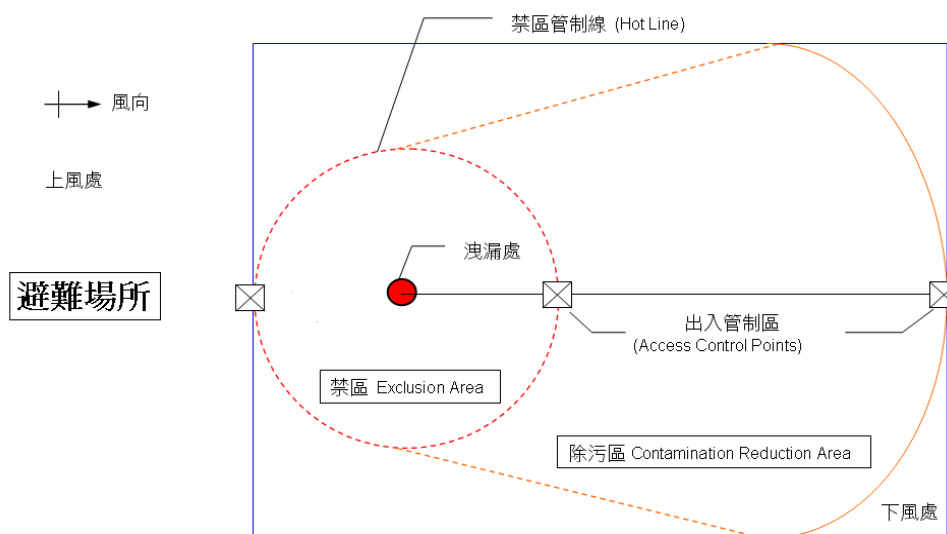 禁區管制線 (Hot Line)
風向
上風處
洩漏處
避難場所
出入管制區
(Access Control Points)
禁區 Exclusion Area
除污區 Contamination Reduction Area
下風處